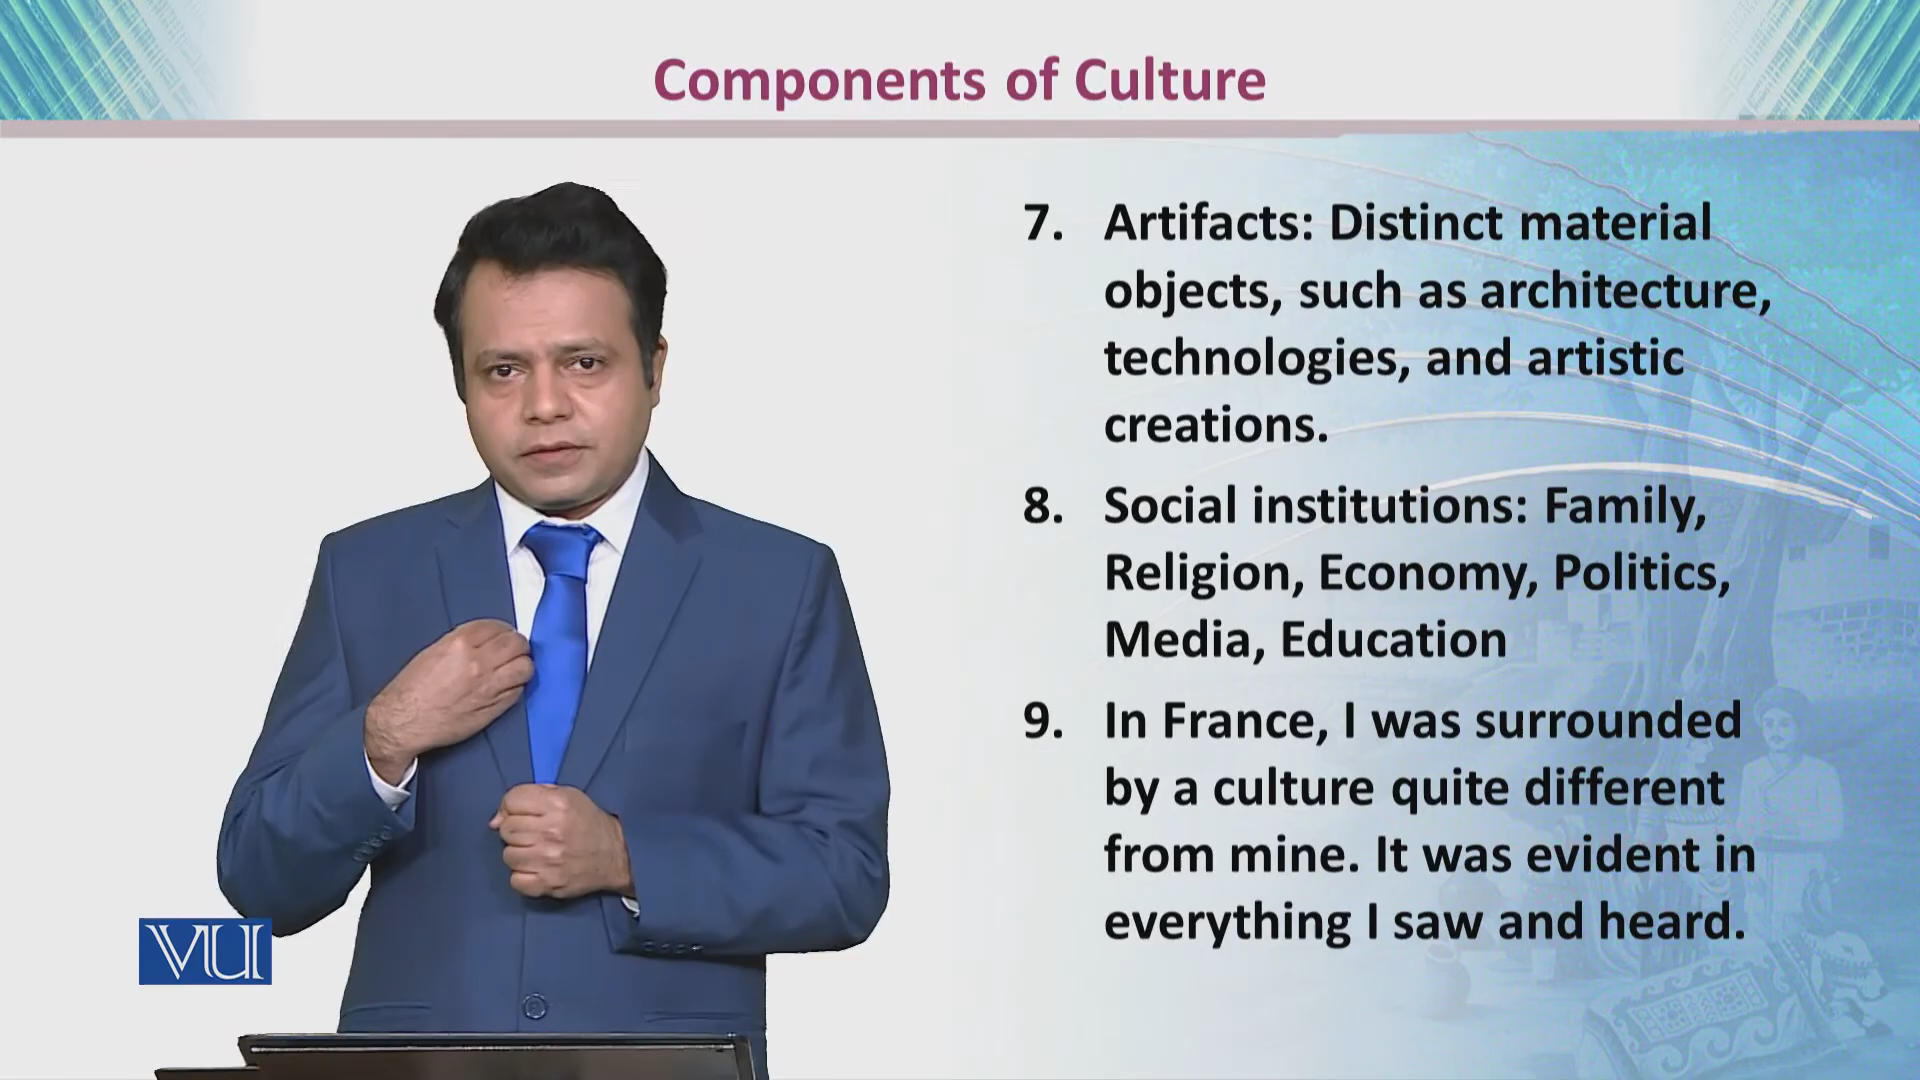 Components of Culture
7. Artifacts: Distinct material
objects, such as architecture,
technologies, and artistic
creations.
8. Social institutions: Family,
Religion, Economy, Politics,
Media, Education
9. In France, I was surrounded
by a culture quite different
from mine. It was evident in
everything I saw and heard.
VU